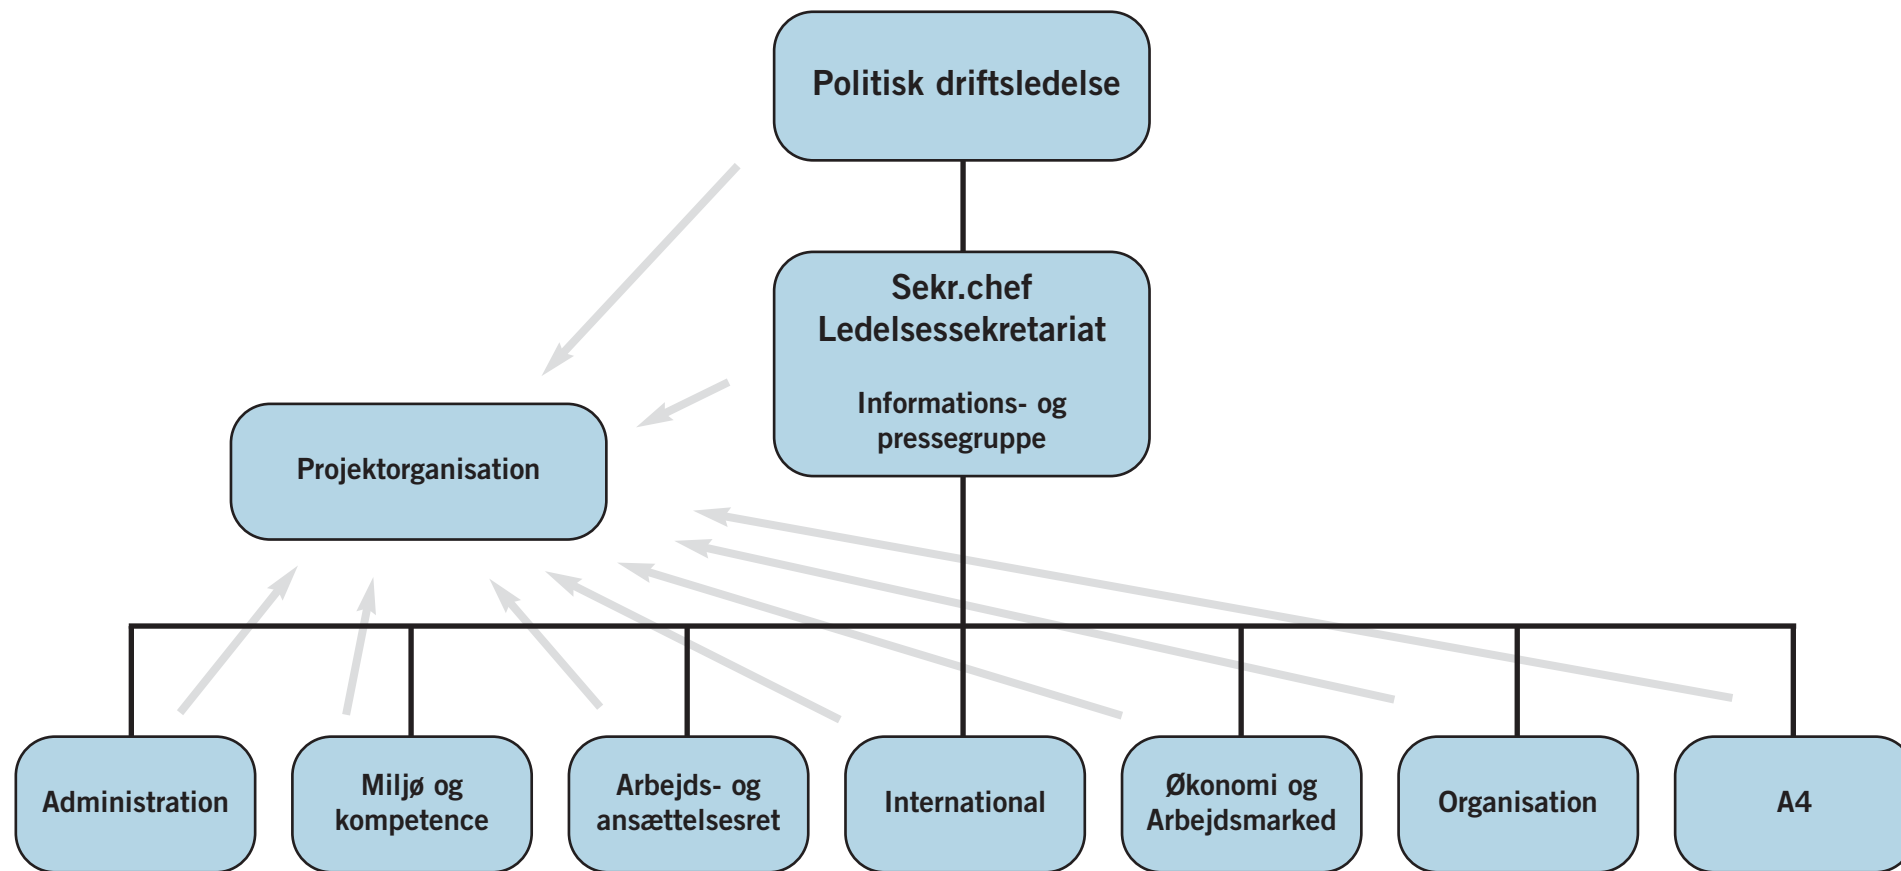 Politisk driftsledelse
Sekr.chef
Ledelsessekretariat
Informations- og
pressegruppe
Projektorganisation
Administration
Miljø og
kompetence
Arbejds- og
ansættelsesret
International
Økonomi og
Arbejdsmarked
Organisation
A4